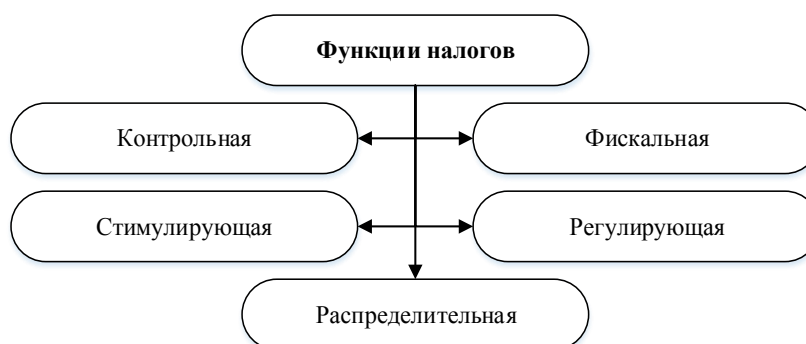 Функции налогов
Контрольная
Фискальная
Стимулирующая
Регулирующая
Распределительная